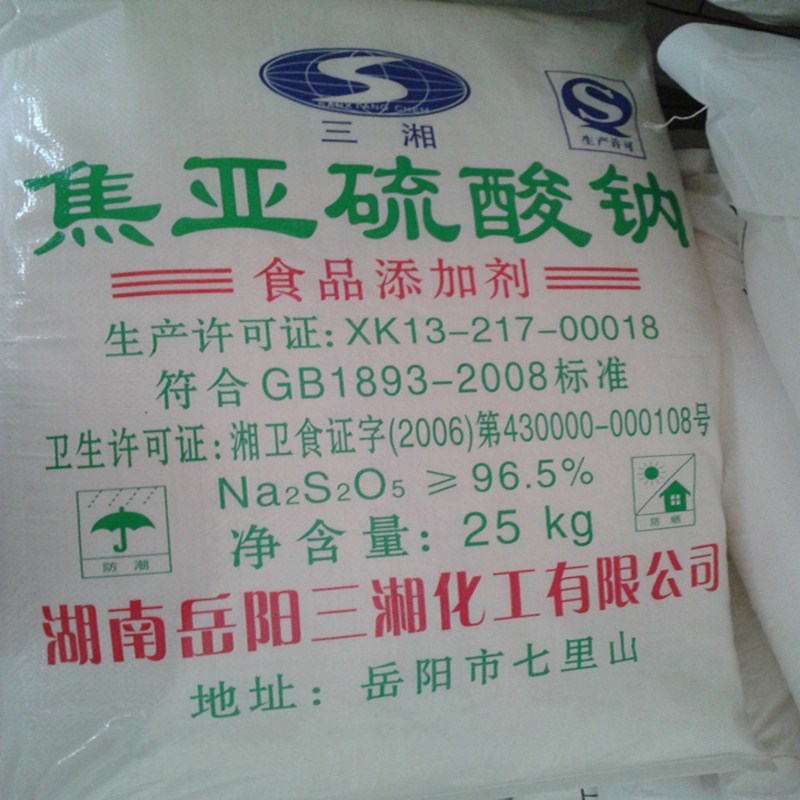 SANXIANG CHEM
三湘
生产许可
焦亚硫酸钠
食品添加剂
生产许可证:XK13-217-00018
符合GB1893-2008标准
卫生许可证:湘卫食证字(2006)第430000-000108号
Na₂S₂O₅ ≥ 96.5%
净含量: 25 kg
防潮
防晒
湖南岳阳三湘化工有限公司
地址: 岳阳市七里山